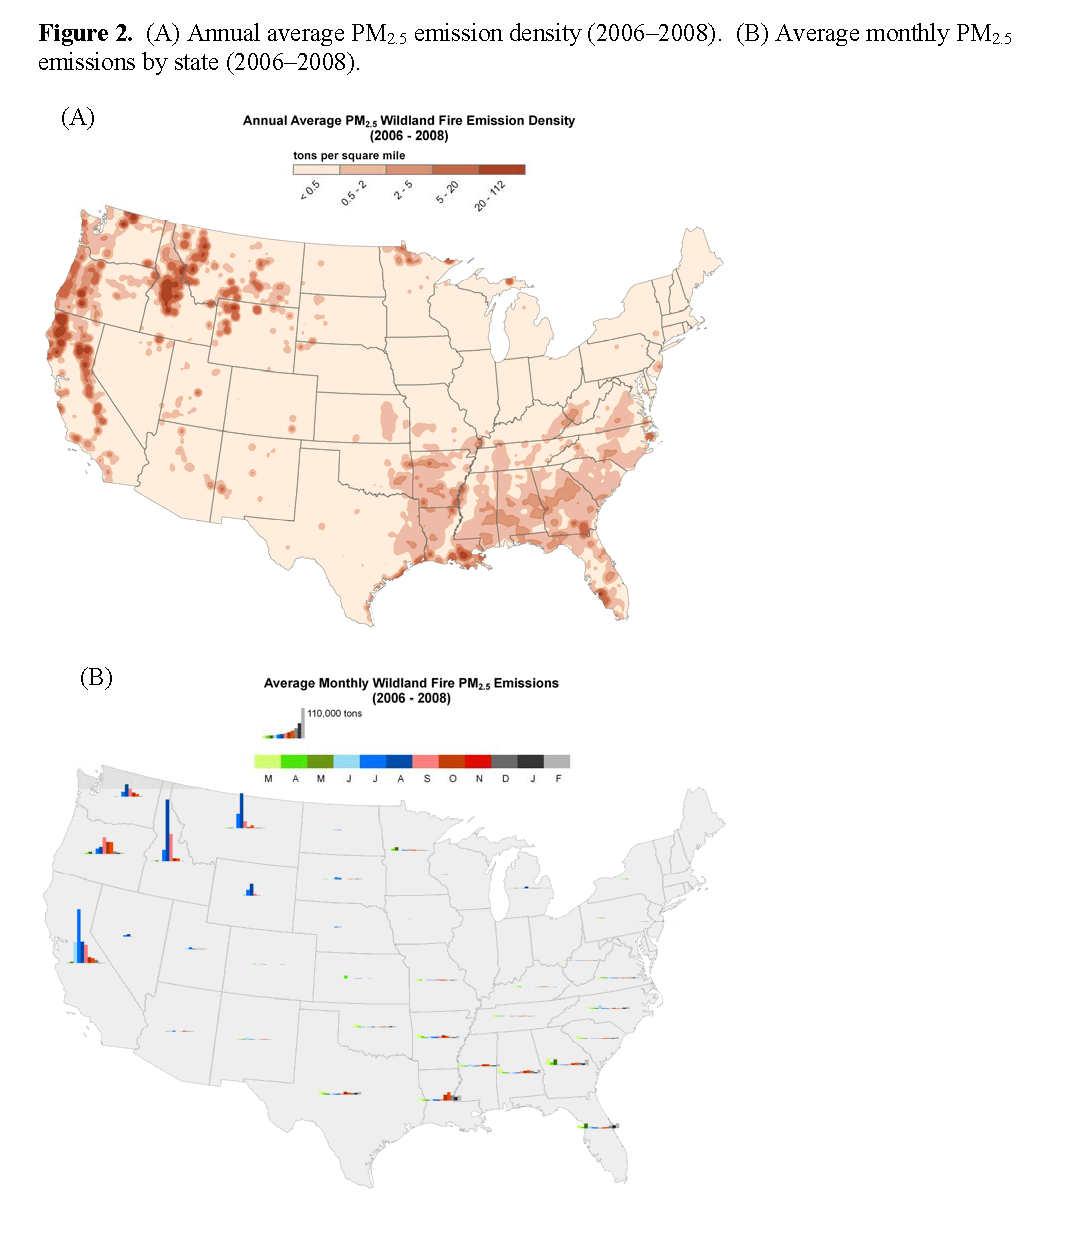 Figure 2. (A) Annual average PM2.5 emission density (2006–2008). (B) Average monthly PM2.5
emissions by state (2006–2008).
(A)
Annual Average PM2.5 Wildland Fire Emission Density
(2006 - 2008)
tons per square mile
< 0.5
0.5 - 2
2 - 5
5 - 20
20 - 112
(B)
Average Monthly Wildland Fire PM2.5 Emissions
(2006 - 2008)
110,000 tons
M A M J J A S O N D J F